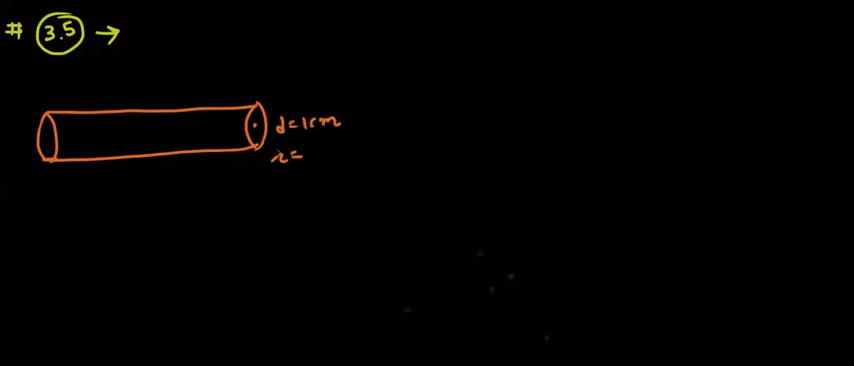 # 3.5 →
d=1cm
r=